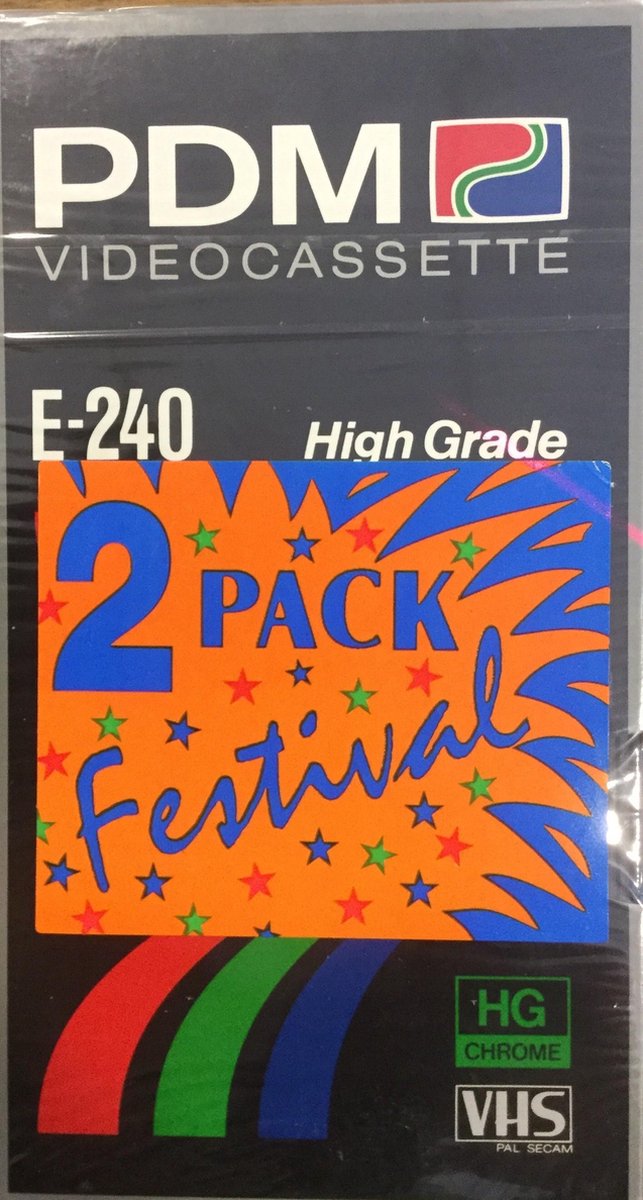 PDM
VIDEOCASSETTE
E-240
High Grade
2 PACK
Festival
HG
CHROME
VHS
PAL SECAM